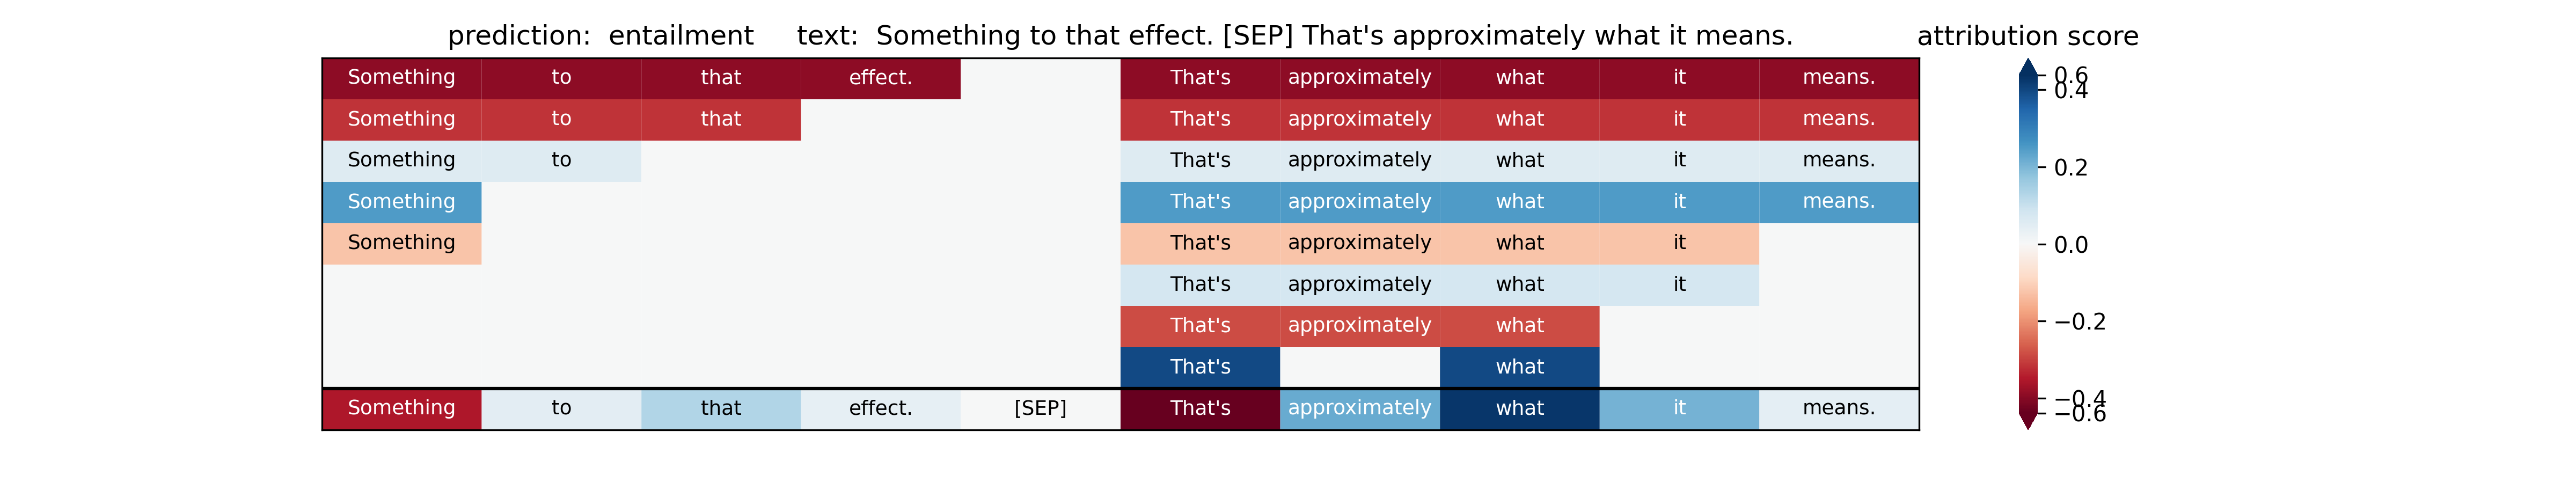 prediction:  entailment     text:  Something to that effect. [SEP] That's approximately what it means.
attribution score
Something to that effect. That's approximately what it means.
Something to that That's approximately what it means.
Something to That's approximately what it means.
Something That's approximately what it means.
Something That's approximately what it
That's approximately what it
That's approximately what
That's what
Something to that effect. [SEP] That's approximately what it means.
0.6
0.4
0.2
0.0
−0.2
−0.4
−0.6